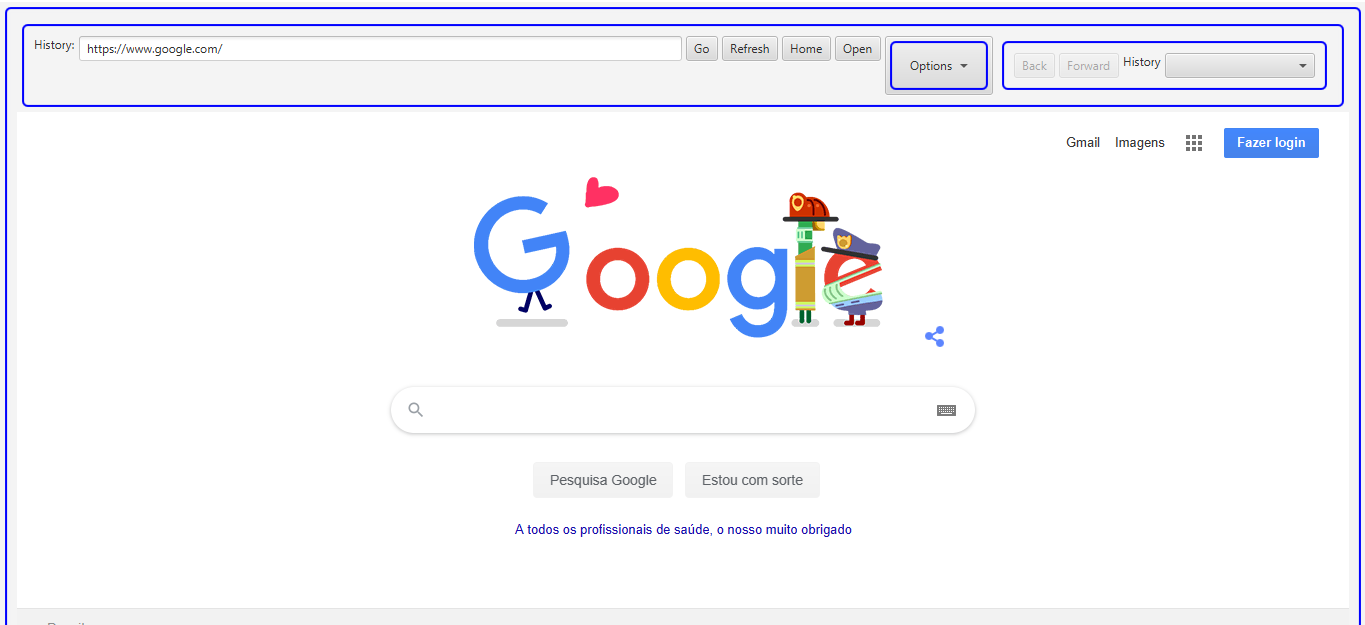 History: https://www.google.com/ Go Refresh Home Open Options Back Forward History
Gmail Imagens Fazer login
Google
Pesquisa Google Estou com sorte
A todos os profissionais de saúde, o nosso muito obrigado